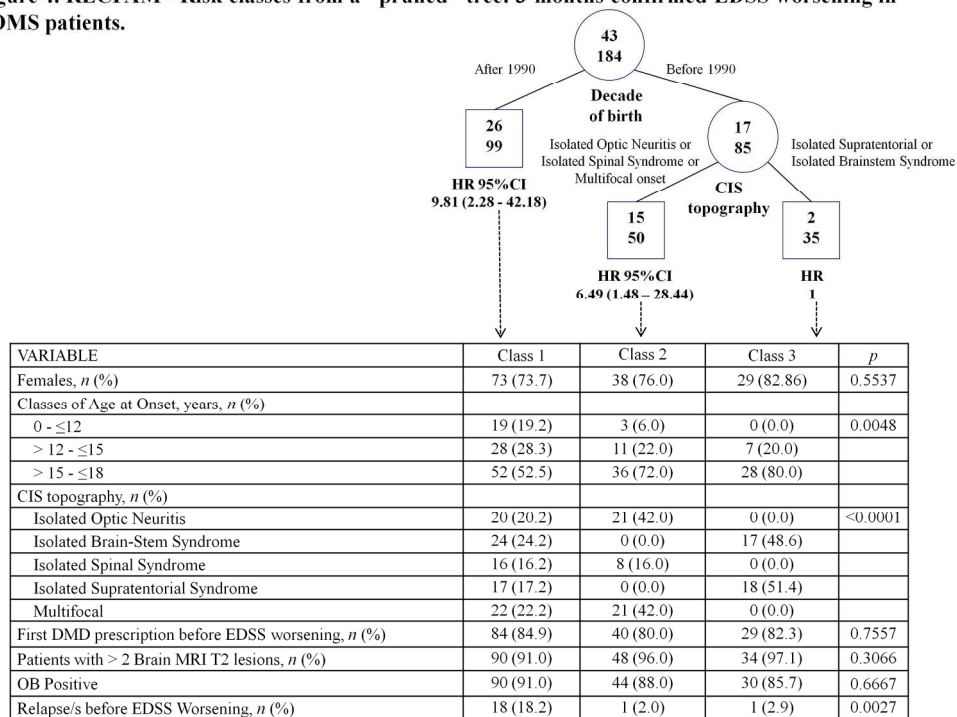 Figure 4. RECPAM - Risk classes from a "pruned" tree: 3-months confirmed EDSS worsening in
OMS patients.
43
184
After 1990
Before 1990
Decade
of birth
26
99
17
85
Isolated Optic Neuritis or
Isolated Spinal Syndrome or
Multifocal onset
Isolated Supratentorial or
Isolated Brainstem Syndrome
HR 95%CI
9.81 (2.28 - 42.18)
CIS
topography
15
50
2
35
HR 95%CI
6.49 (1.48 – 28.44)
HR
1
VARIABLE Class 1 Class 2 Class 3 p
Females, n (%) 73 (73.7) 38 (76.0) 29 (82.86) 0.5537
Classes of Age at Onset, years, n (%)
0 - ≤12 19 (19.2) 3 (6.0) 0 (0.0) 0.0048
> 12 - ≤15 28 (28.3) 11 (22.0) 7 (20.0)
> 15 - ≤18 52 (52.5) 36 (72.0) 28 (80.0)
CIS topography, n (%)
Isolated Optic Neuritis 20 (20.2) 21 (42.0) 0 (0.0) <0.0001
Isolated Brain-Stem Syndrome 24 (24.2) 0 (0.0) 17 (48.6)
Isolated Spinal Syndrome 16 (16.2) 8 (16.0) 0 (0.0)
Isolated Supratentorial Syndrome 17 (17.2) 0 (0.0) 18 (51.4)
Multifocal 22 (22.2) 21 (42.0) 0 (0.0)
First DMD prescription before EDSS worsening, n (%) 84 (84.9) 40 (80.0) 29 (82.3) 0.7557
Patients with > 2 Brain MRI T2 lesions, n (%) 90 (91.0) 48 (96.0) 34 (97.1) 0.3066
OB Positive 90 (91.0) 44 (88.0) 30 (85.7) 0.6667
Relapse/s before EDSS Worsening, n (%) 18 (18.2) 1 (2.0) 1 (2.9) 0.0027